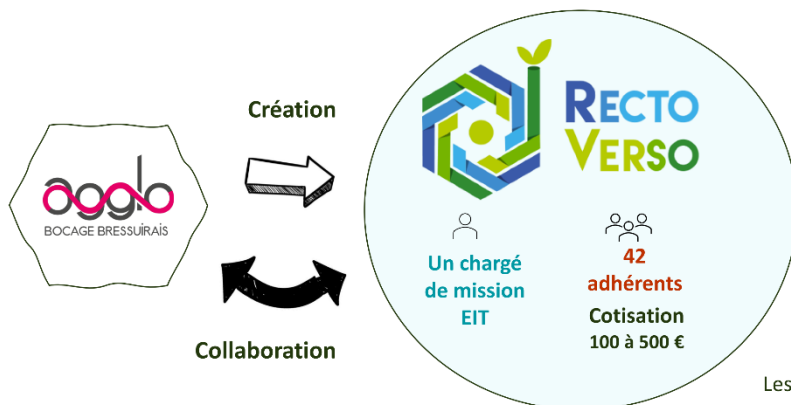 Création
agglo
BOCAGE BRESSUIRAIS
Collaboration
RECTO
VERSO
Un chargé
de mission
EIT
42
adhérents
Cotisation
100 à 500 €
Les